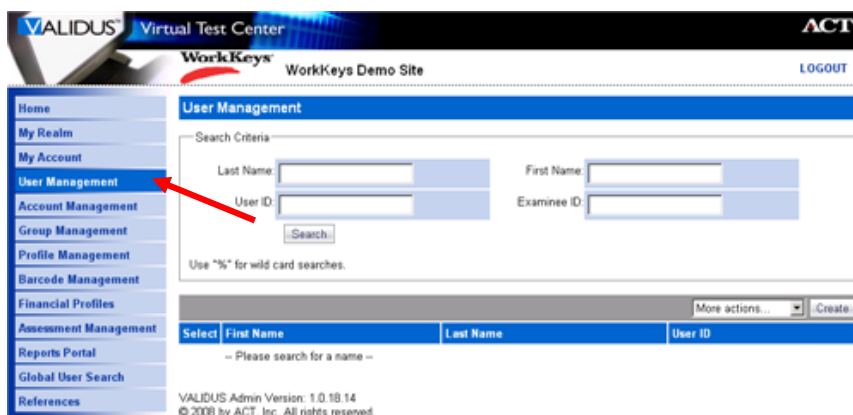 VALIDUS Virtual Test Center ACT
WorkKeys WorkKeys Demo Site LOGOUT
Home
My Realm
My Account
User Management
Account Management
Group Management
Profile Management
Barcode Management
Financial Profiles
Assessment Management
Reports Portal
Global User Search
References
User Management
Search Criteria
Last Name: First Name:
User ID: Examinee ID:
Search
Use "%" for wild card searches.
More actions... Create
Select First Name Last Name User ID
-- Please search for a name --
VALIDUS Admin Version: 1.0.18.14
© 2008 by ACT, Inc. All rights reserved.